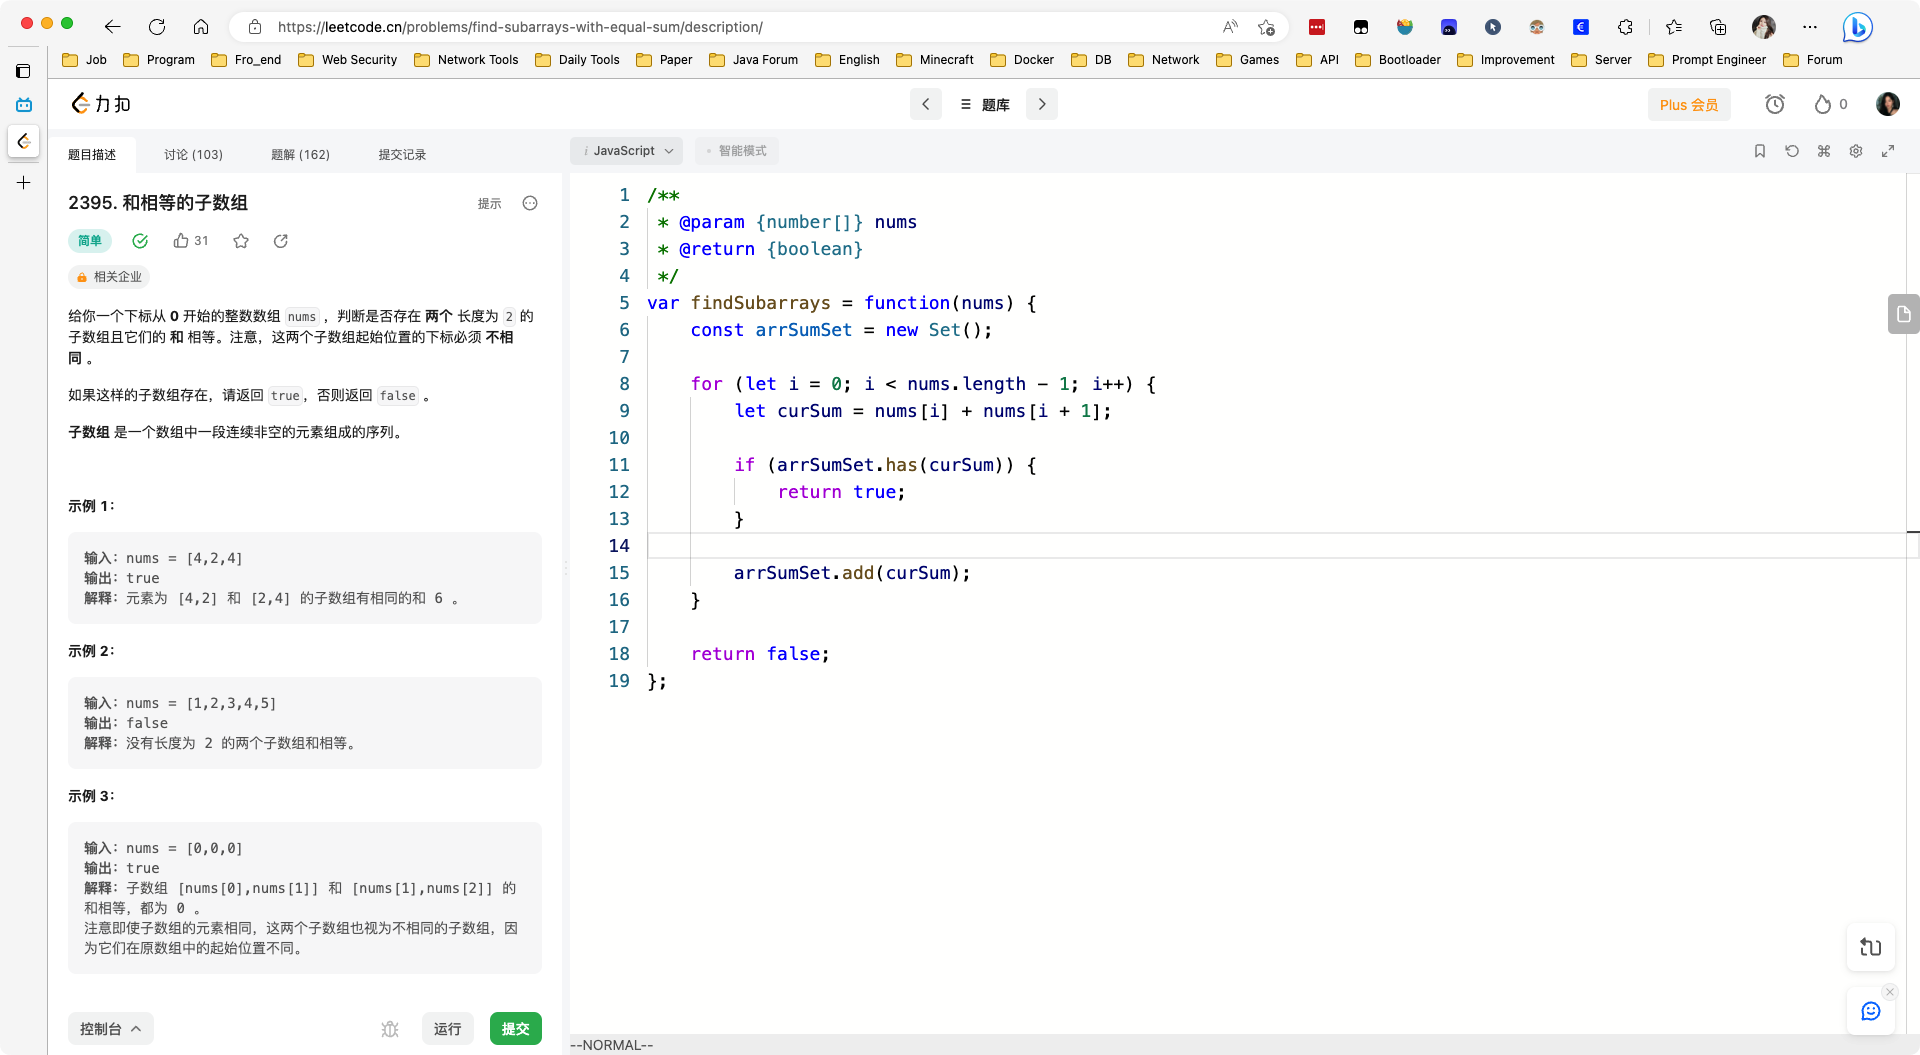 https://leetcode.cn/problems/find-subarrays-with-equal-sum/description/
Job Program Fro_end Web Security Network Tools Daily Tools Paper Java Forum English Minecraft Docker DB Network Games API Bootloader Improvement Server Prompt Engineer Forum
力扣
题库
Plus 会员
0
题目描述 讨论 (103) 题解 (162) 提交记录
2395. 和相等的子数组
提示
简单
31
相关企业
给你一个下标从 0 开始的整数数组 nums ，判断是否存在 两个 长度为 2 的
子数组且它们的 和 相等。注意，这两个子数组起始位置的下标必须 不相
同 。
如果这样的子数组存在，请返回 true，否则返回 false 。
子数组 是一个数组中一段连续非空的元素组成的序列。
示例 1：
输入：nums = [4,2,4]
输出：true
解释：元素为 [4,2] 和 [2,4] 的子数组有相同的和 6 。
示例 2：
输入：nums = [1,2,3,4,5]
输出：false
解释：没有长度为 2 的两个子数组和相等。
示例 3：
输入：nums = [0,0,0]
输出：true
解释：子数组 [nums[0],nums[1]] 和 [nums[1],nums[2]] 的
和相等，都为 0 。
注意即使子数组的元素相同，这两个子数组也视为不相同的子数组，因
为它们在原数组中的起始位置不同。
控制台
运行
提交
i JavaScript
智能模式
1 /**
2  * @param {number[]} nums
3  * @return {boolean}
4  */
5 var findSubarrays = function(nums) {
6     const arrSumSet = new Set();
7
8     for (let i = 0; i < nums.length - 1; i++) {
9         let curSum = nums[i] + nums[i + 1];
10
11         if (arrSumSet.has(curSum)) {
12             return true;
13         }
14
15         arrSumSet.add(curSum);
16     }
17
18     return false;
19 };
--NORMAL--